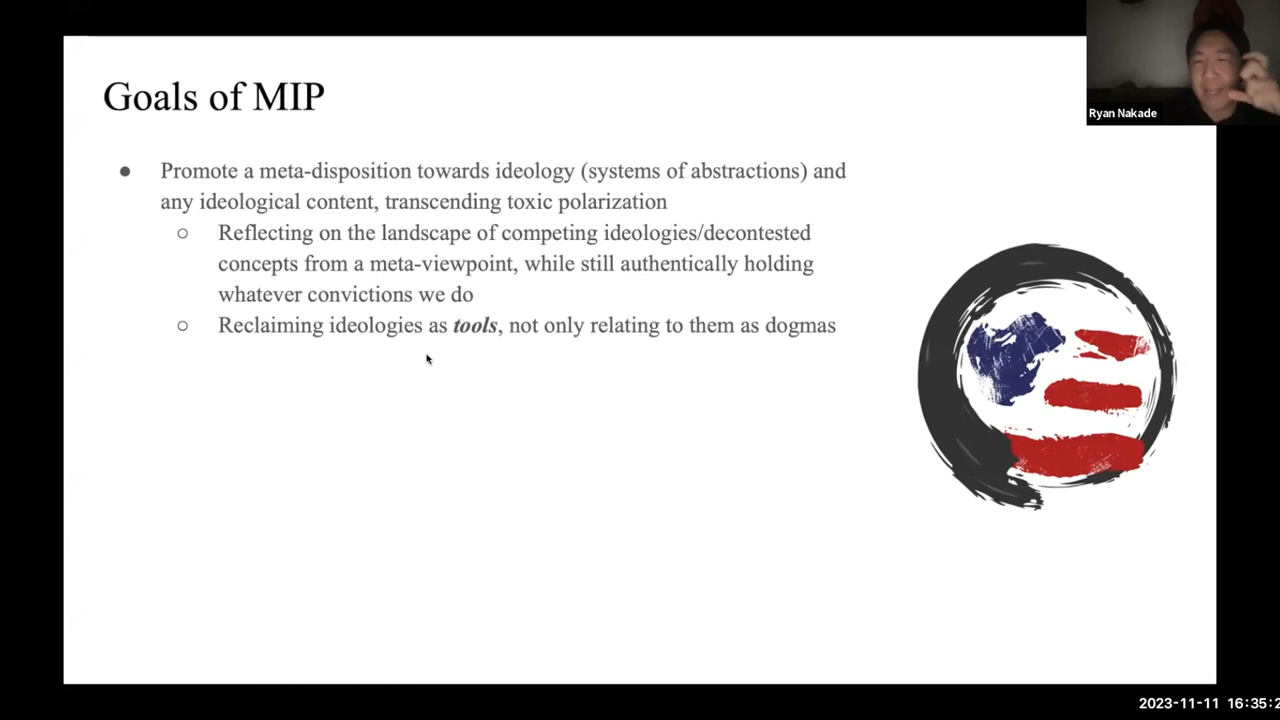 Goals of MIP
Ryan Nakade
● Promote a meta-disposition towards ideology (systems of abstractions) and
any ideological content, transcending toxic polarization
○ Reflecting on the landscape of competing ideologies/decontested
concepts from a meta-viewpoint, while still authentically holding
whatever convictions we do
○ Reclaiming ideologies as tools, not only relating to them as dogmas
2023-11-11 16:35:2